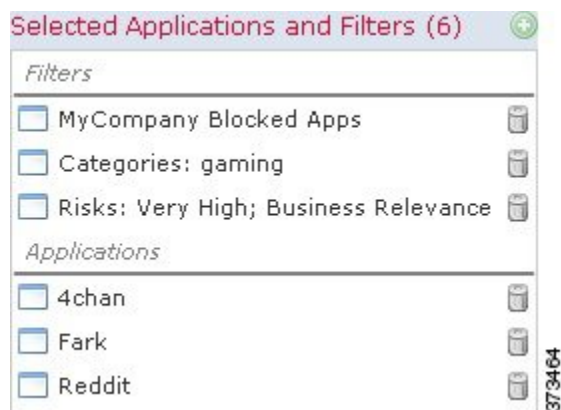 Selected Applications and Filters (6)
Filters
MyCompany Blocked Apps
Categories: gaming
Risks: Very High; Business Relevance
Applications
4chan
Fark
Reddit
373464